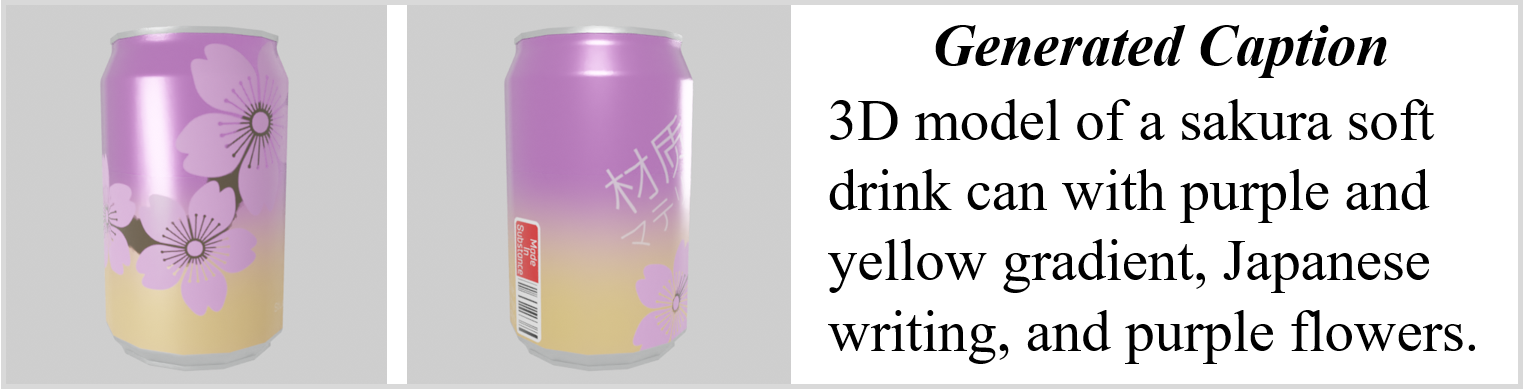 材质
マテ
Made
in
Substance
Generated Caption
3D model of a sakura soft
drink can with purple and
yellow gradient, Japanese
writing, and purple flowers.